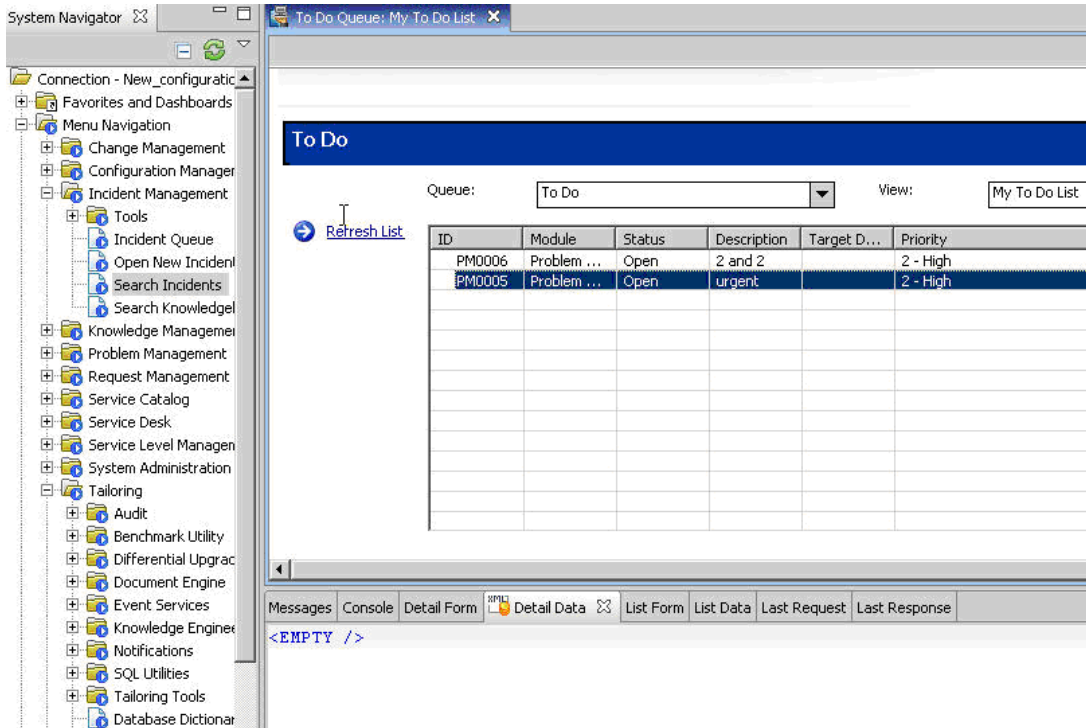 System Navigator
Connection - New_configuratic
Favorites and Dashboards
Menu Navigation
Change Management
Configuration Manager
Incident Management
Tools
Incident Queue
Open New Inciden
Search Incidents
Search Knowledgel
Knowledge Managemei
Problem Management
Request Management
Service Catalog
Service Desk
Service Level Managen
System Administration
Tailoring
Audit
Benchmark Utility
Differential Upgrac
Document Engine
Event Services
Knowledge Enginee
Notifications
SQL Utilities
Tailoring Tools
Database Dictionar
To Do Queue: My To Do List
To Do
Queue: To Do View: My To Do List
Refresh List
ID Module Status Description Target D... Priority
PM0006 Problem ... Open 2 and 2 2 - High
PM0005 Problem ... Open urgent 2 - High
Messages Console Detail Form XML Detail Data List Form List Data Last Request Last Response
<EMPTY />